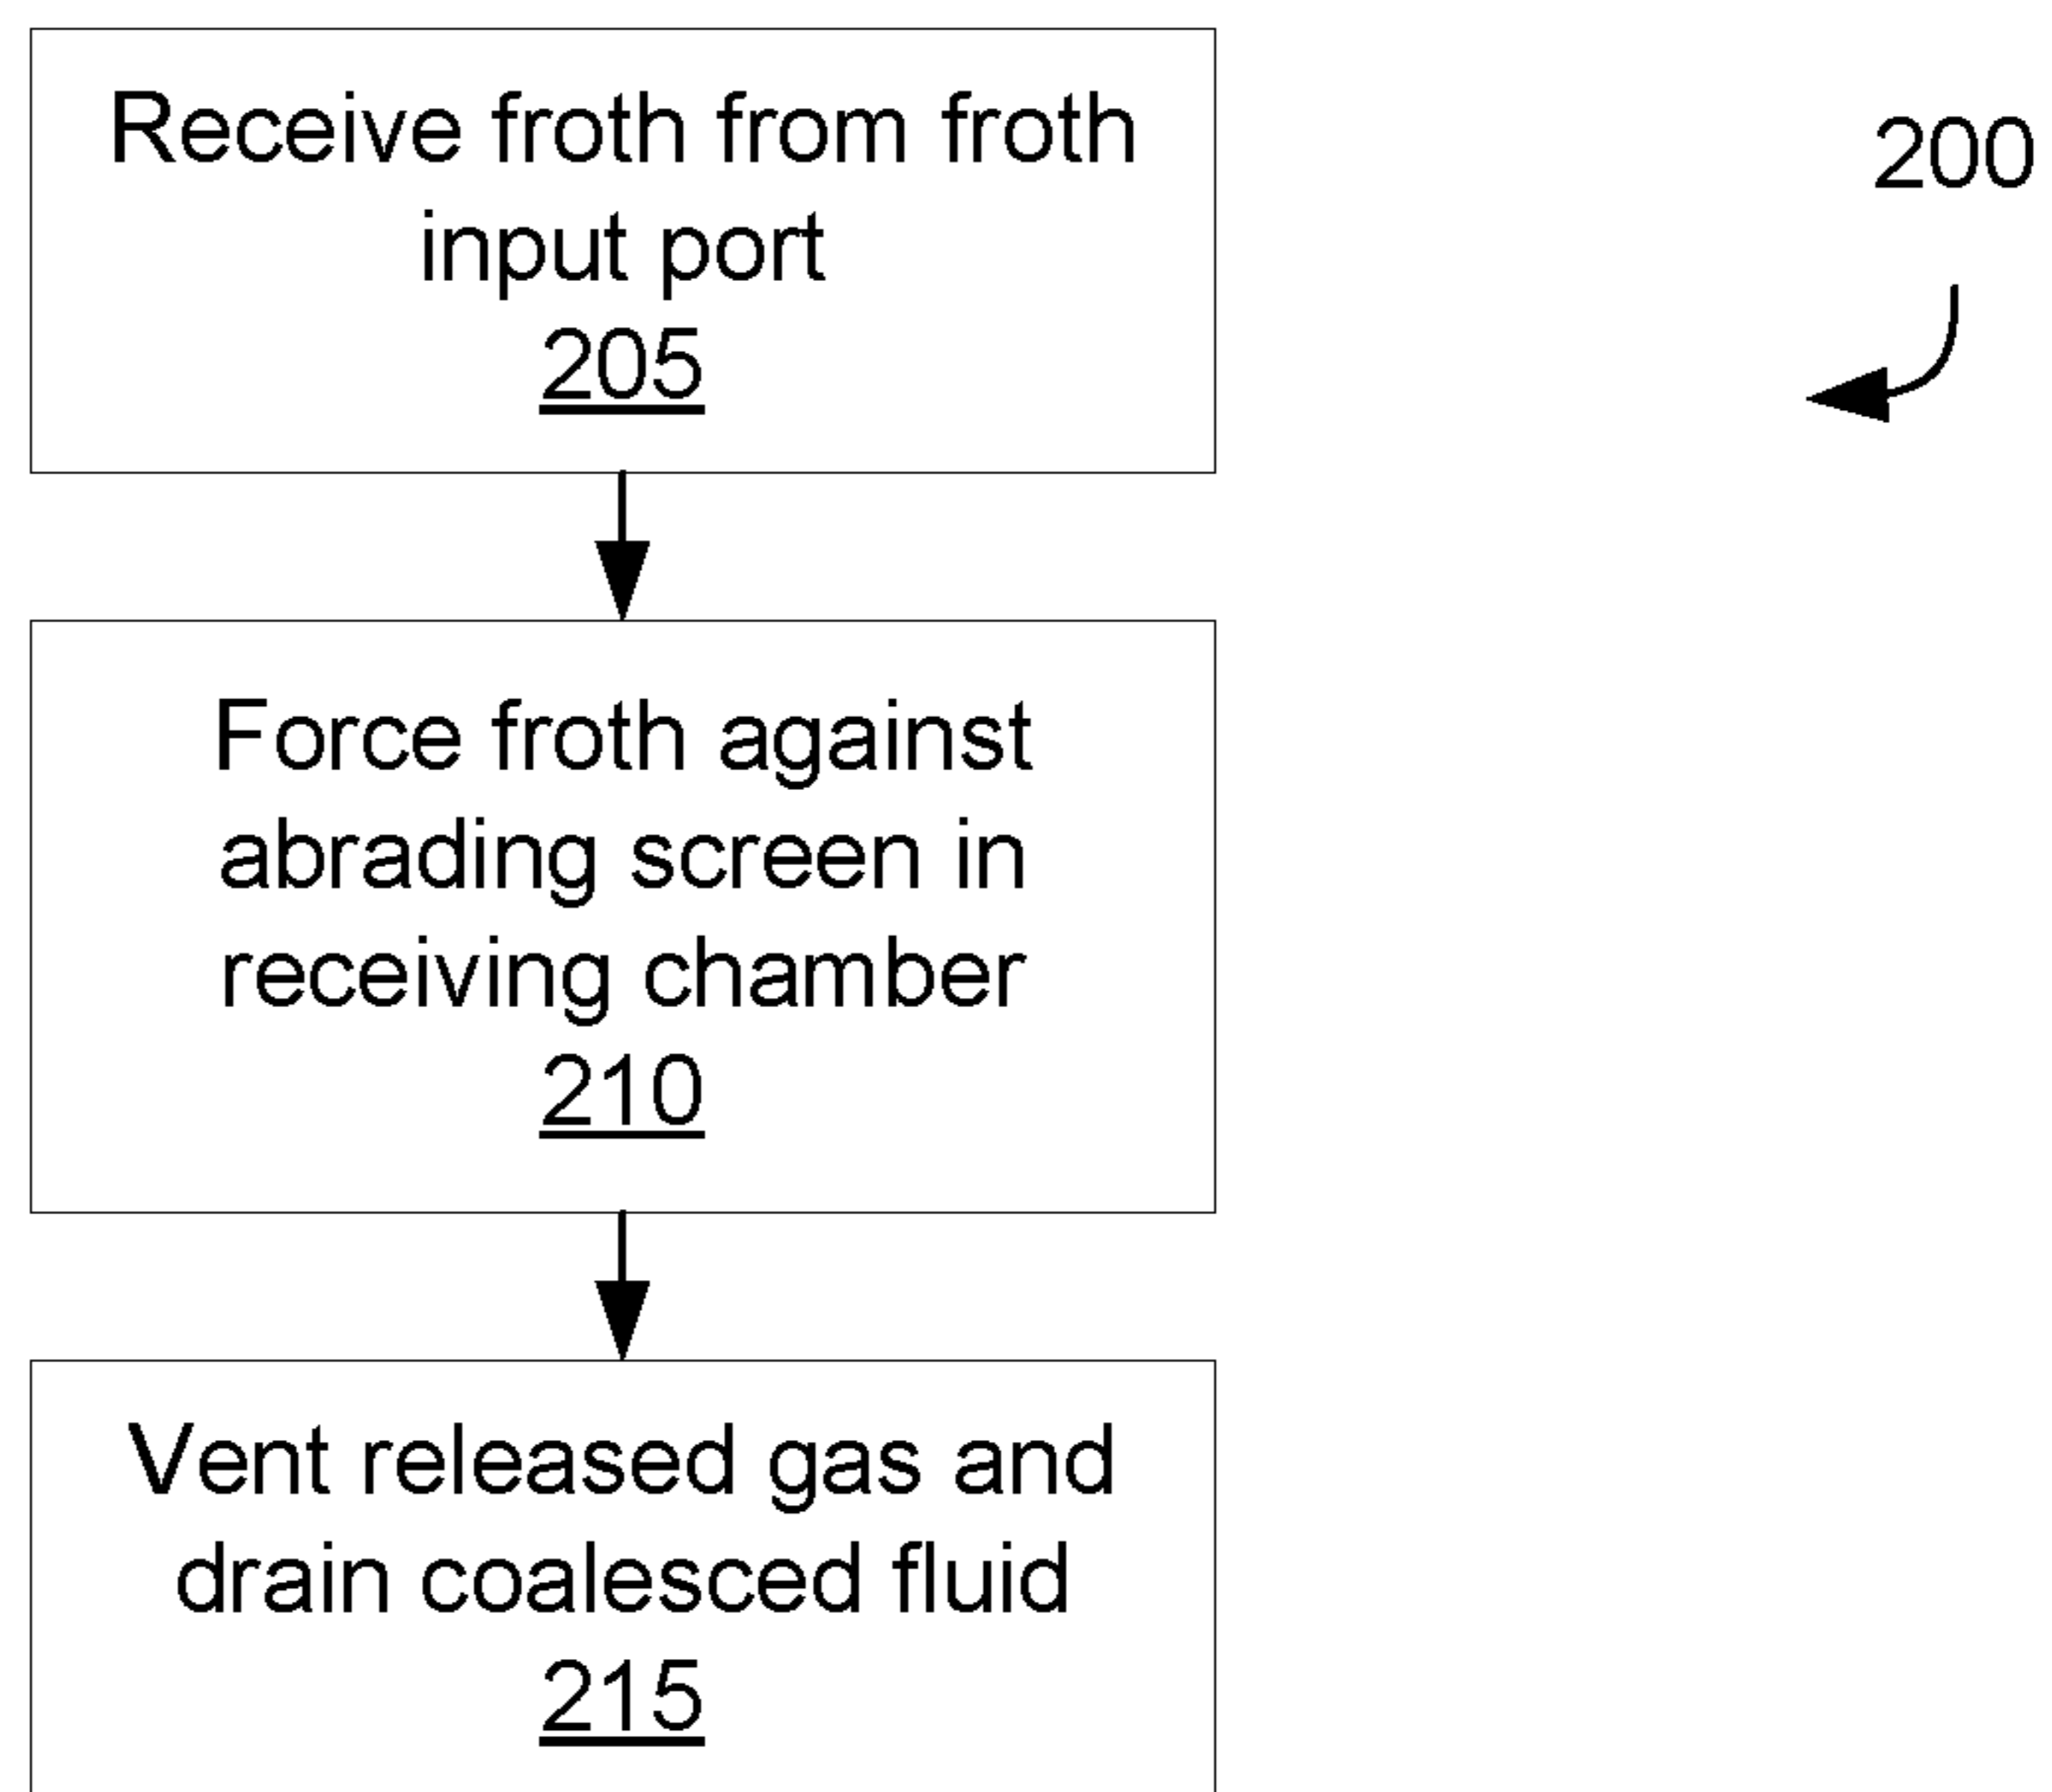 Receive froth from froth
input port
205
200
Force froth against
abrading screen in
receiving chamber
210
Vent released gas and
drain coalesced fluid
215